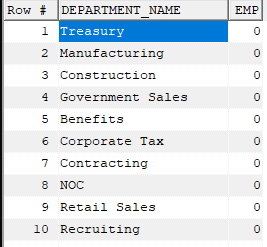 Row # DEPARTMENT_NAME EMP
1 Treasury 0
2 Manufacturing 0
3 Construction 0
4 Government Sales 0
5 Benefits 0
6 Corporate Tax 0
7 Contracting 0
8 NOC 0
9 Retail Sales 0
10 Recruiting 0